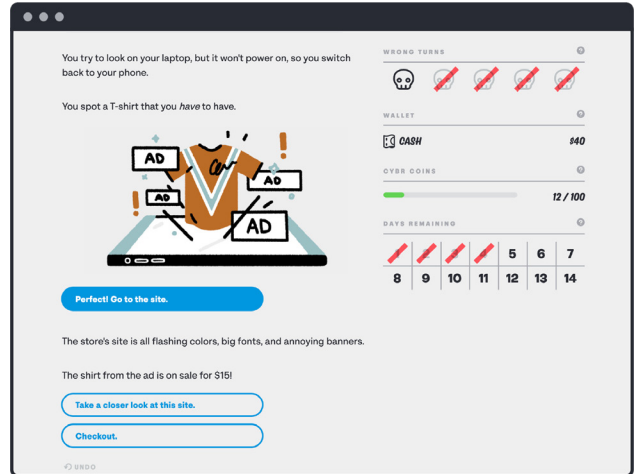 You try to look on your laptop, but it won't power on, so you switch
back to your phone.
You spot a T-shirt that you have to have.
AD
AD
AD
AD
Perfect! Go to the site.
The store's site is all flashing colors, big fonts, and annoying banners.
The shirt from the ad is on sale for $15!
Take a closer look at this site.
Checkout.
UNDO
WRONG TURNS
?
WALLET
?
CASH $40
CYBR COINS
?
12 / 100
DAYS REMAINING
?
1 2 3 4 5 6 7
8 9 10 11 12 13 14